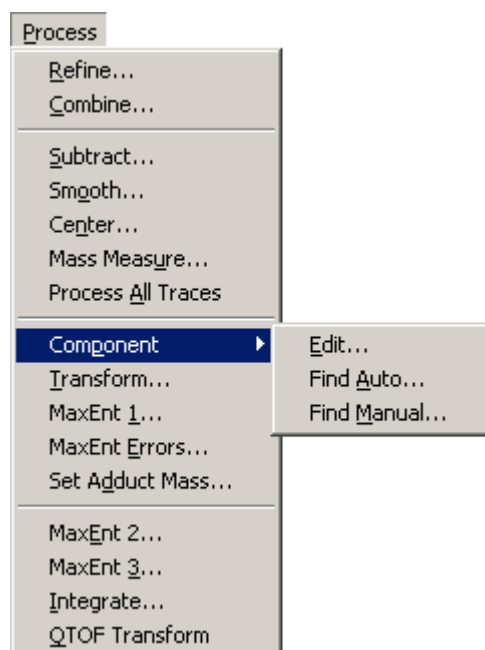 Process
Refine...
Combine...
Subtract...
Smooth...
Center...
Mass Measure...
Process All Traces
Component
Edit...
Find Auto...
Find Manual...
Transform...
MaxEnt 1...
MaxEnt Errors...
Set Adduct Mass...
MaxEnt 2...
MaxEnt 3...
Integrate...
QTOF Transform